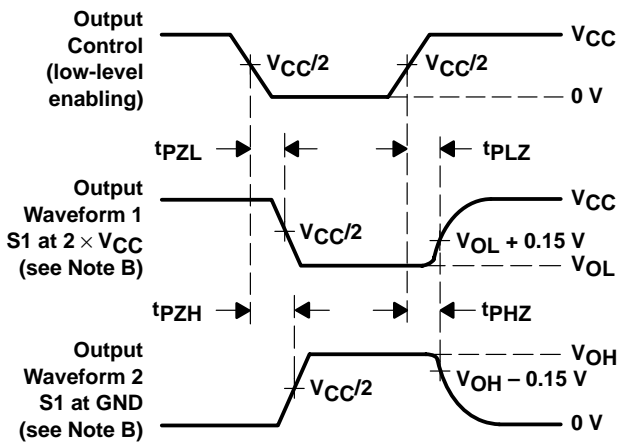 Output
Control
(low-level
enabling)
VCC/2
VCC/2
VCC
0 V
tPZL
tPLZ
Output
Waveform 1
S1 at 2 × VCC
(see Note B)
VCC/2
VCC
VOL + 0.15 V
VOL
tPZH
tPHZ
Output
Waveform 2
S1 at GND
(see Note B)
VCC/2
VOH
VOH − 0.15 V
0 V